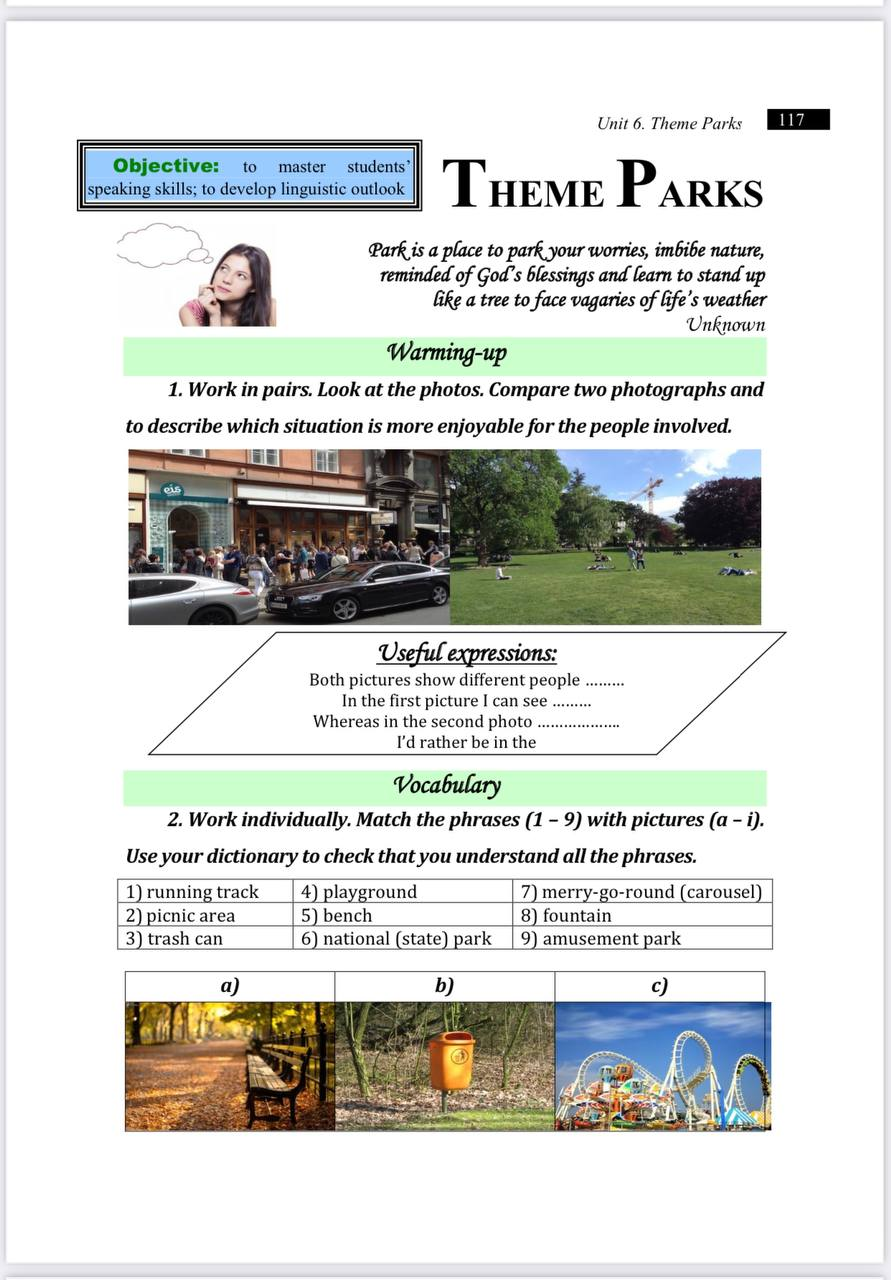 Unit 6. Theme Parks 117
Objective: to master students’
speaking skills; to develop linguistic outlook
THEME PARKS
Park is a place to park your worries, imbibe nature,
reminded of God’s blessings and learn to stand up
like a tree to face vagaries of life’s weather
Unknown
Warming-up
1. Work in pairs. Look at the photos. Compare two photographs and
to describe which situation is more enjoyable for the people involved.
eis
Useful expressions:
Both pictures show different people ………
In the first picture I can see ………
Whereas in the second photo ……………….
I’d rather be in the
Vocabulary
2. Work individually. Match the phrases (1 – 9) with pictures (a – i).
Use your dictionary to check that you understand all the phrases.
1) running track 4) playground 7) merry-go-round (carousel)
2) picnic area 5) bench 8) fountain
3) trash can 6) national (state) park 9) amusement park
a) b) c)